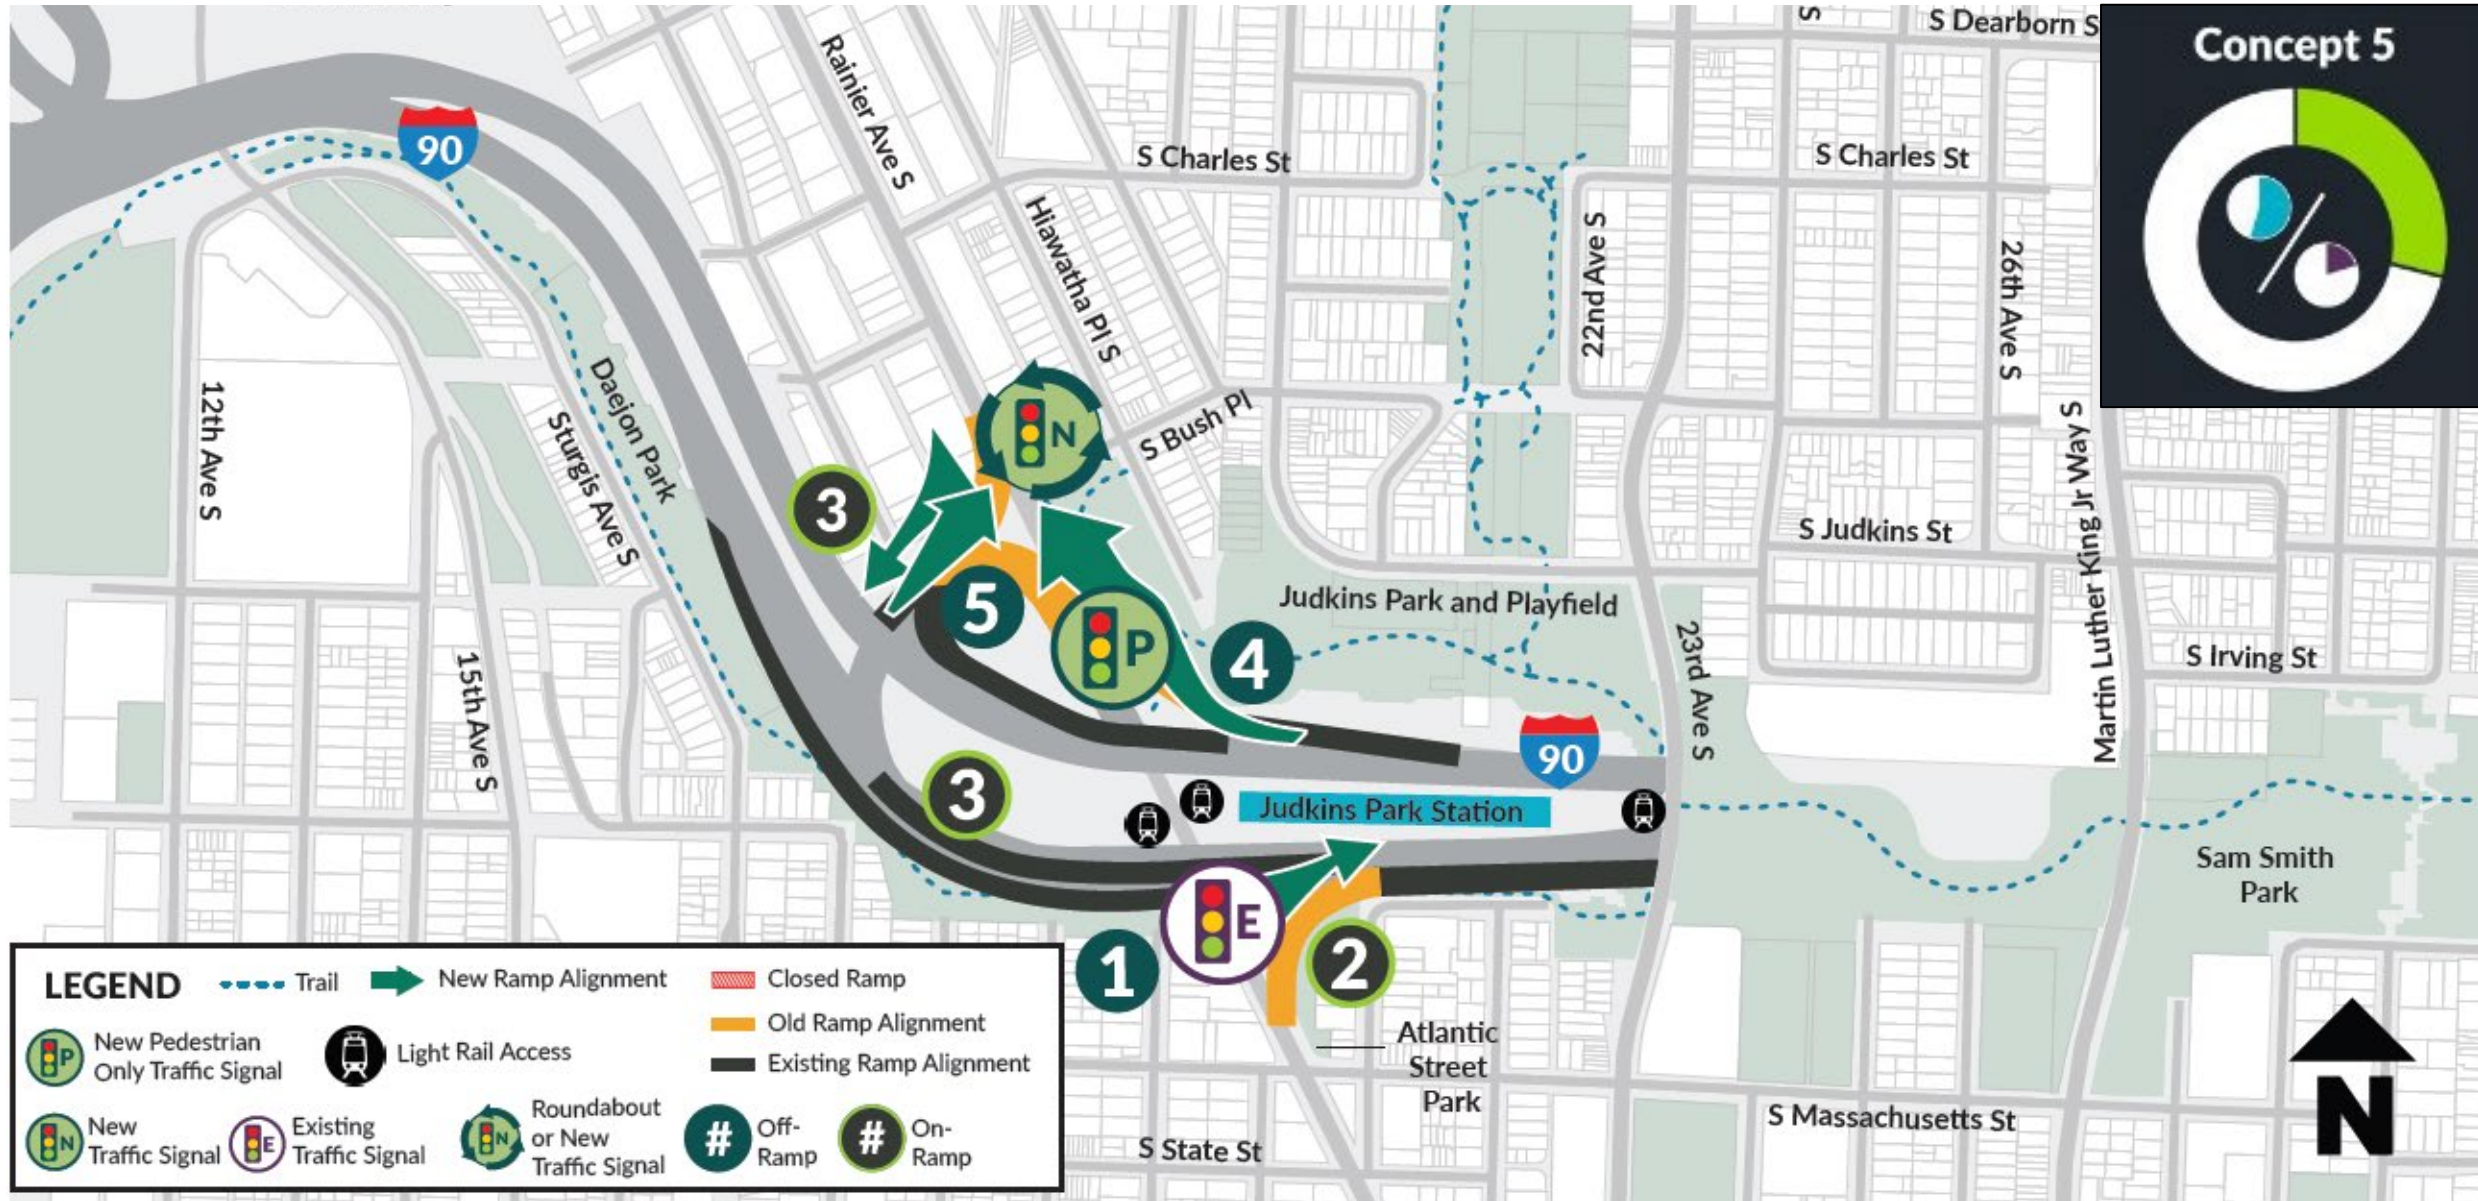 S Dearborn S
Concept 5
Rainier Ave S
S
90
S Charles St
S Charles St
Hiawatha Pl S
22nd Ave S
26th Ave S
12th Ave S
Daejon Park
Sturgis Ave S
N
S Bush Pl
Martin Luther King Jr Way S
3
S Judkins St
5
Judkins Park and Playfield
P
4
23rd Ave S
S Irving St
15th Ave S
90
3
Judkins Park Station
Sam Smith
Park
E
1
2
Atlantic
Street
Park
S Massachusetts St
S State St
N
LEGEND
Trail
New Ramp Alignment
Closed Ramp
Old Ramp Alignment
Existing Ramp Alignment
P
New Pedestrian
Only Traffic Signal
Light Rail Access
N
New
Traffic Signal
E
Existing
Traffic Signal
N
Roundabout
or New
Traffic Signal
#
Off-
Ramp
#
On-
Ramp